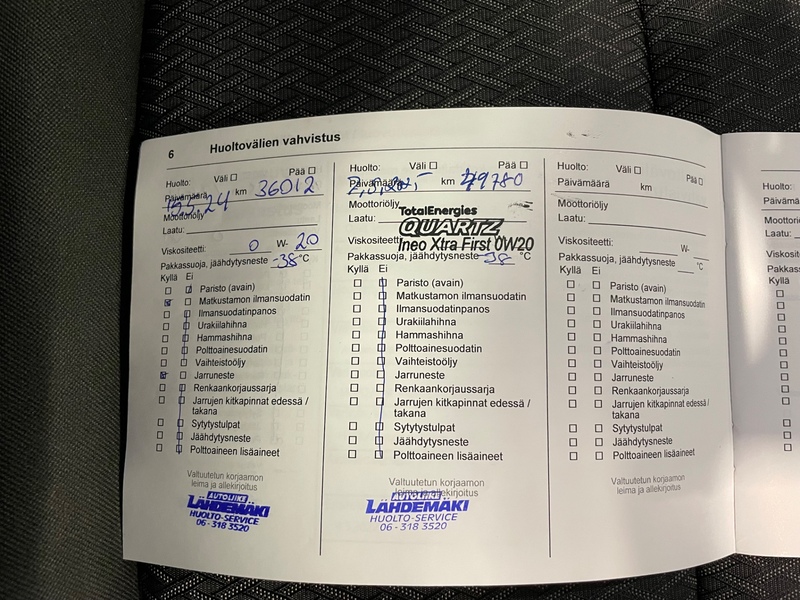 6 Huoltovälien vahvistus
Huolto: Väli ☐ Pää ☐
Päivämäärä km 36012
Moottoriöljy
Laatu:
Viskositeetti: 0 W- 20
Pakkassuoja, jäähdytysneste -38 °C
Kyllä Ei
Paristo (avain)
Matkustamon ilmansuodatin
Ilmansuodatinpanos
Urakiilahihna
Hammashihna
Polttoainesuodatin
Vaihteistoöljy
Jarruneste
Renkaankorjaussarja
Jarrujen kitkapinnat edessä /
takana
Sytytystulpat
Jäähdytysneste
Polttoaineen lisäaineet
Valtuutetun korjaamon
leima ja allekirjoitus
AUTOLIIKE
LÄHDEMÄKI
HUOLTO-SERVICE
06 - 318 3520
Huolto: Väli ☐ Pää ☐
Päivämäärä km 49780
Moottoriöljy
Laatu:
TotalEnergies
QUARTZ
Viskositeetti
Ineo Xtra First 0W20
Pakkassuoja, jäähdytysneste -38 °C
Kyllä Ei
Paristo (avain)
Matkustamon ilmansuodatin
Ilmansuodatinpanos
Urakiilahihna
Hammashihna
Polttoainesuodatin
Vaihteistoöljy
Jarruneste
Renkaankorjaussarja
Jarrujen kitkapinnat edessä /
takana
Sytytystulpat
Jäähdytysneste
Polttoaineen lisäaineet
Valtuutetun korjaamon
leima ja allekirjoitus
AUTOLIIKE
LÄHDEMÄKI
HUOLTO-SERVICE
06 - 318 3520
Huolto: Väli ☐ Pää ☐
Päivämäärä km
Moottoriöljy
Laatu:
Viskositeetti: W-
Pakkassuoja, jäähdytysneste °C
Kyllä Ei
Paristo (avain)
Matkustamon ilmansuodatin
Ilmansuodatinpanos
Urakiilahihna
Hammashihna
Polttoainesuodatin
Vaihteistoöljy
Jarruneste
Renkaankorjaussarja
Jarrujen kitkapinnat edessä /
takana
Sytytystulpat
Jäähdytysneste
Polttoaineen lisäaineet
Valtuutetun korjaamon
leima ja allekirjoitus
Huolto:
Kyllä